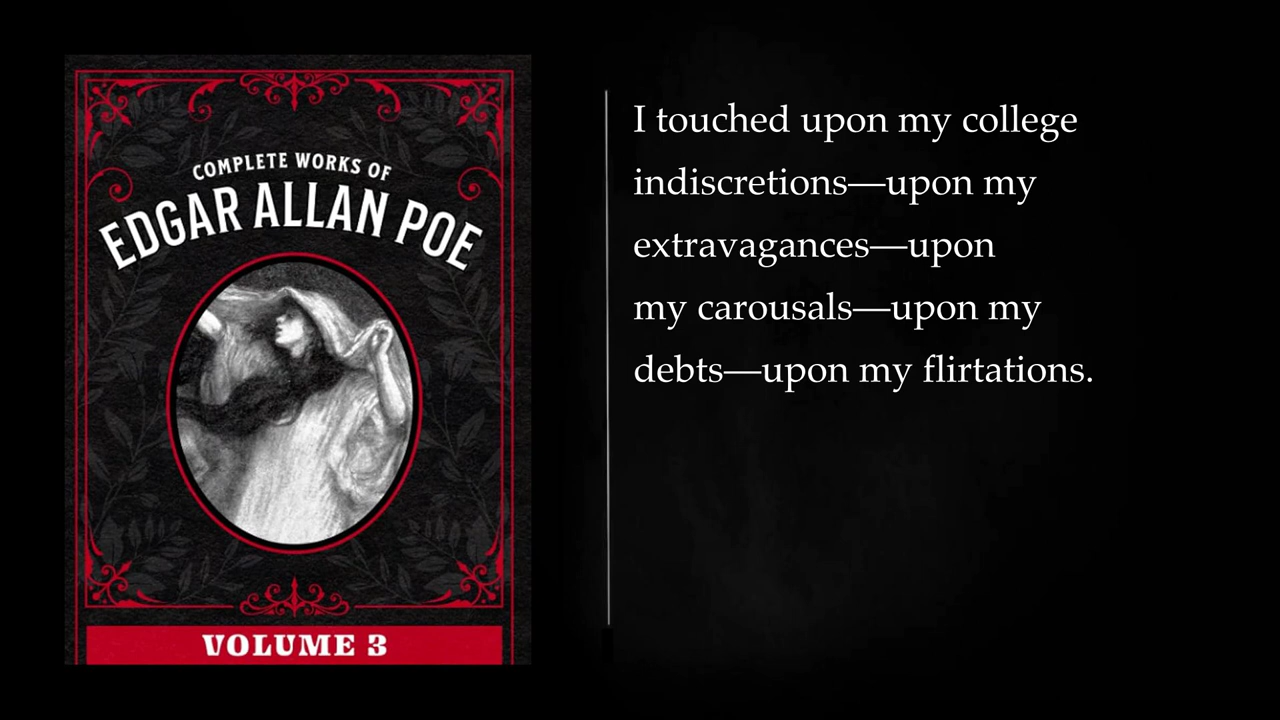 COMPLETE WORKS OF
EDGAR ALLAN POE
VOLUME 3
I touched upon my college
indiscretions—upon my
extravagances—upon
my carousals—upon my
debts—upon my flirtations.